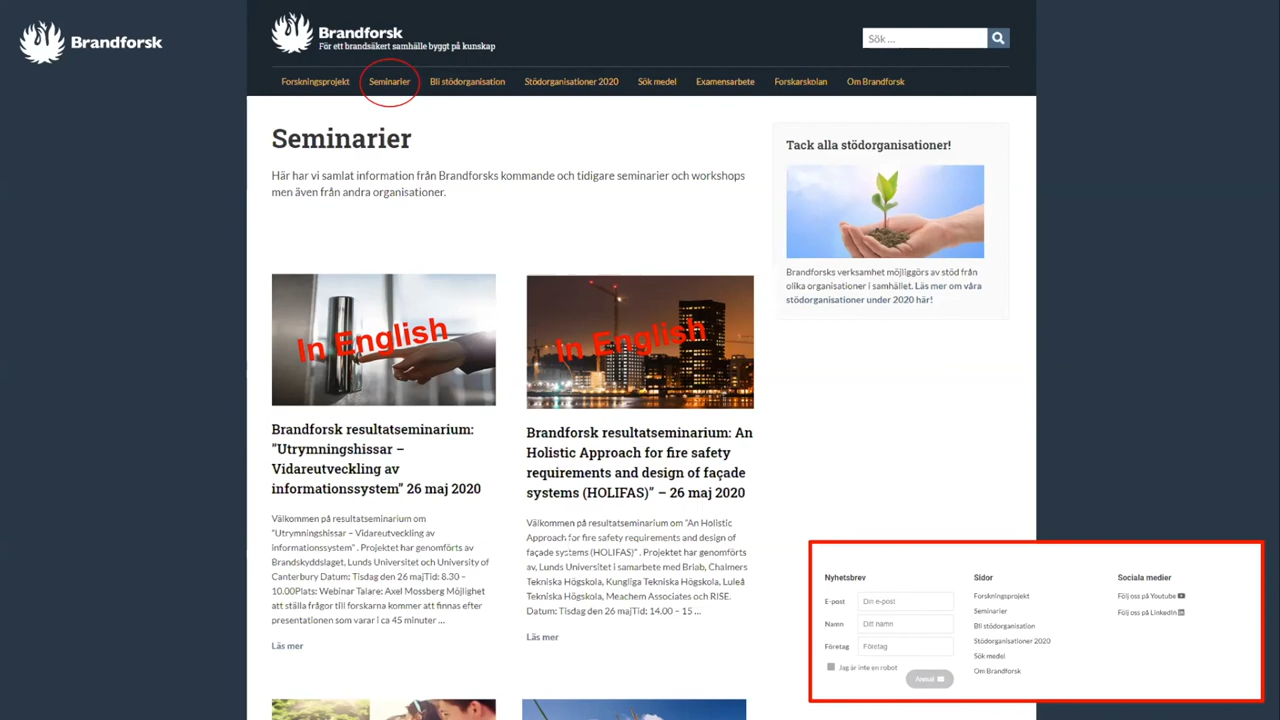 Brandforsk
Brandforsk
För ett brandsäkert samhälle byggt på kunskap
Sök ...
Forskningsprojekt Seminarier Bli stödorganisation Stödorganisationer 2020 Sök medel Examensarbete Forskarskolan Om Brandforsk
Seminarier
Här har vi samlat information från Brandforsks kommande och tidigare seminarier och workshops
men även från andra organisationer.
Tack alla stödorganisationer!
Brandforsks verksamhet möjliggörs av stöd från
olika organisationer i samhället. Läs mer om våra
stödorganisationer under 2020 här!
In English
Brandforsk resultatseminarium:
"Utrymningshissar –
Vidareutveckling av
informationssystem" 26 maj 2020
Välkommen på resultatseminarium om
"Utrymningshissar – Vidareutveckling av
informationssystem" . Projektet har genomförts av
Brandskyddslaget, Lunds Universitet och University of
Canterbury Datum: Tisdag den 26 majTid: 8.30 –
10.00Plats: Webinar Talare: Axel Mossberg Möjlighet
att ställa frågor till forskarna kommer att finnas efter
presentationen som varar i ca 45 minuter ...
Läs mer
In English
Brandforsk resultatseminarium: An
Holistic Approach for fire safety
requirements and design of façade
systems (HOLIFAS)" – 26 maj 2020
Välkommen på resultatseminarium om "An Holistic
Approach for fire safety requirements and design of
façade systems (HOLIFAS)" . Projektet har genomförts
av, Lunds Universitet i samarbete med Briab, Chalmers
Tekniska Högskola, Kungliga Tekniska Högskola, Luleå
Tekniska Högskola, Meacham Associates och RISE.
Datum: Tisdag den 26 majTid: 14.00 – 15 ...
Läs mer
Nyhetsbrev
E-post Din e-post
Namn Ditt namn
Företag Företag
Jag är inte en robot
Anmäl
Sidor
Forskningsprojekt
Seminarier
Bli stödorganisation
Stödorganisationer 2020
Sök medel
Om Brandforsk
Sociala medier
Följ oss på Youtube
Följ oss på LinkedIn